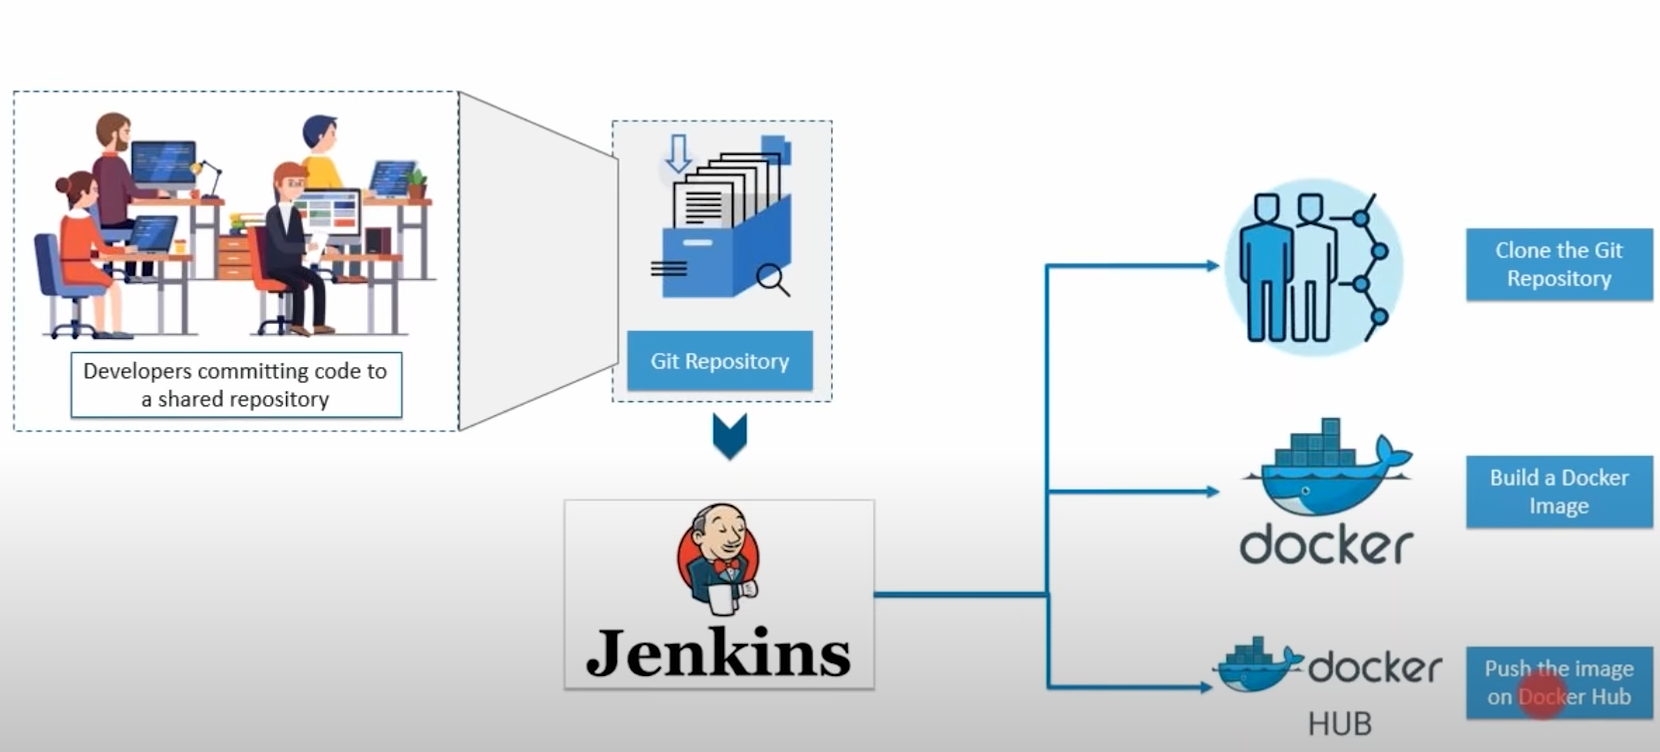 Developers committing code to
a shared repository
Git Repository
Jenkins
Clone the Git
Repository
docker
Build a Docker
Image
docker
HUB
Push the image
on Docker Hub